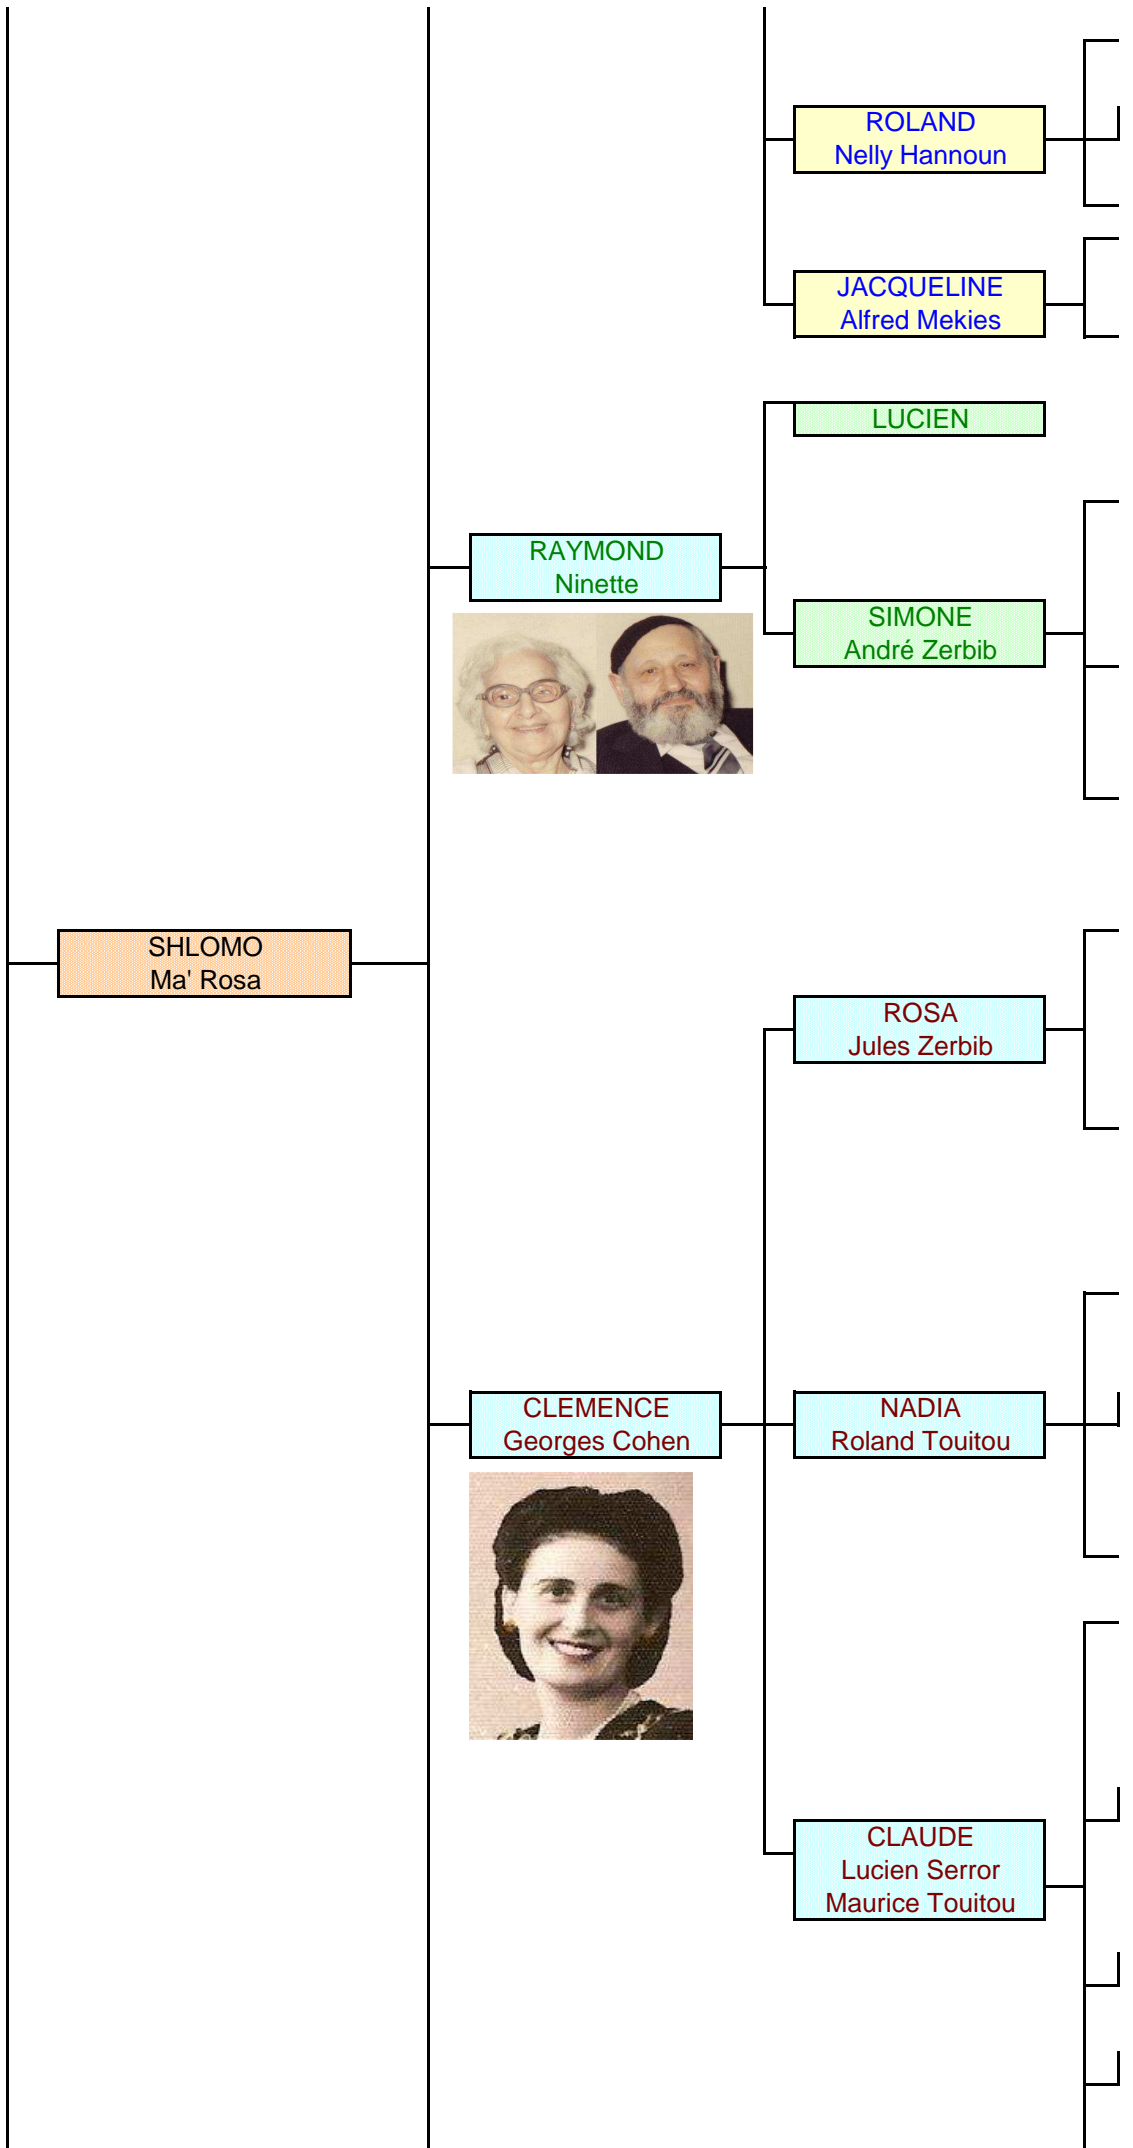 ROLAND
Nelly Hannoun
JACQUELINE
Alfred Mekies
LUCIEN
RAYMOND
Ninette
SIMONE
André Zerbib
SHLOMO
Ma' Rosa
ROSA
Jules Zerbib
CLEMENCE
Georges Cohen
NADIA
Roland Touitou
CLAUDE
Lucien Serror
Maurice Touitou